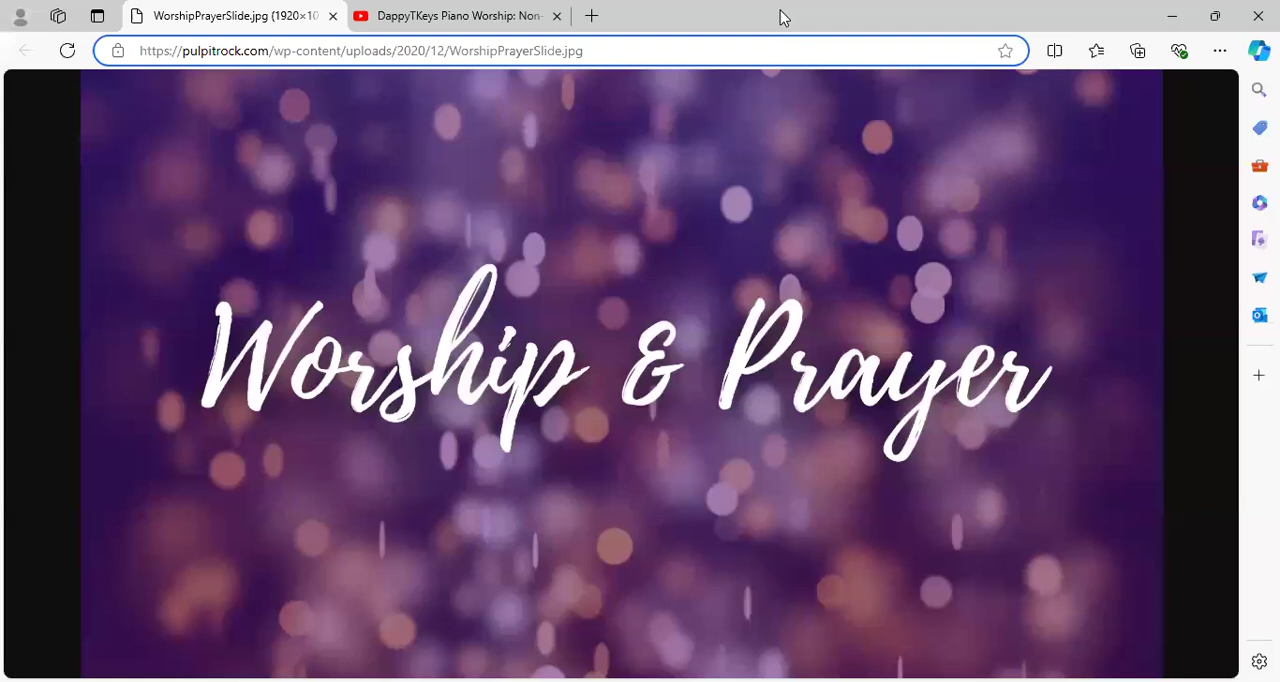 WorshipPrayerSlide.jpg (1920×10
DappyTKeys Piano Worship: Non-
https://pulpitrock.com/wp-content/uploads/2020/12/WorshipPrayerSlide.jpg
Worship & Prayer